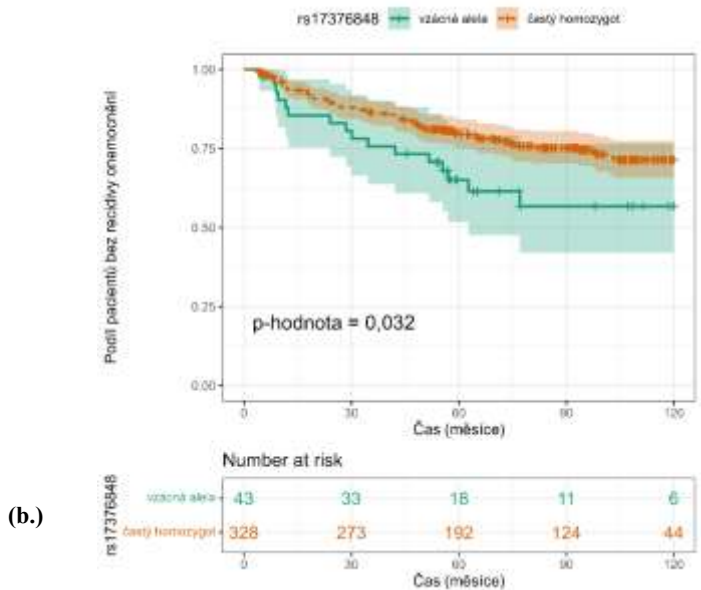 rs17376848 vzácná alela častý homozygot
Podíl pacientů bez recidivy onemocnění
1.00
0.75
0.50
0.25
0.00
p-hodnota = 0,032
0 30 60 90 120
Čas (měsíce)
Number at risk
(b.)
rs17376848
vzácná alela 43 33 18 11 6
častý homozygot 328 273 192 124 44
0 30 60 90 120
Čas (měsíce)